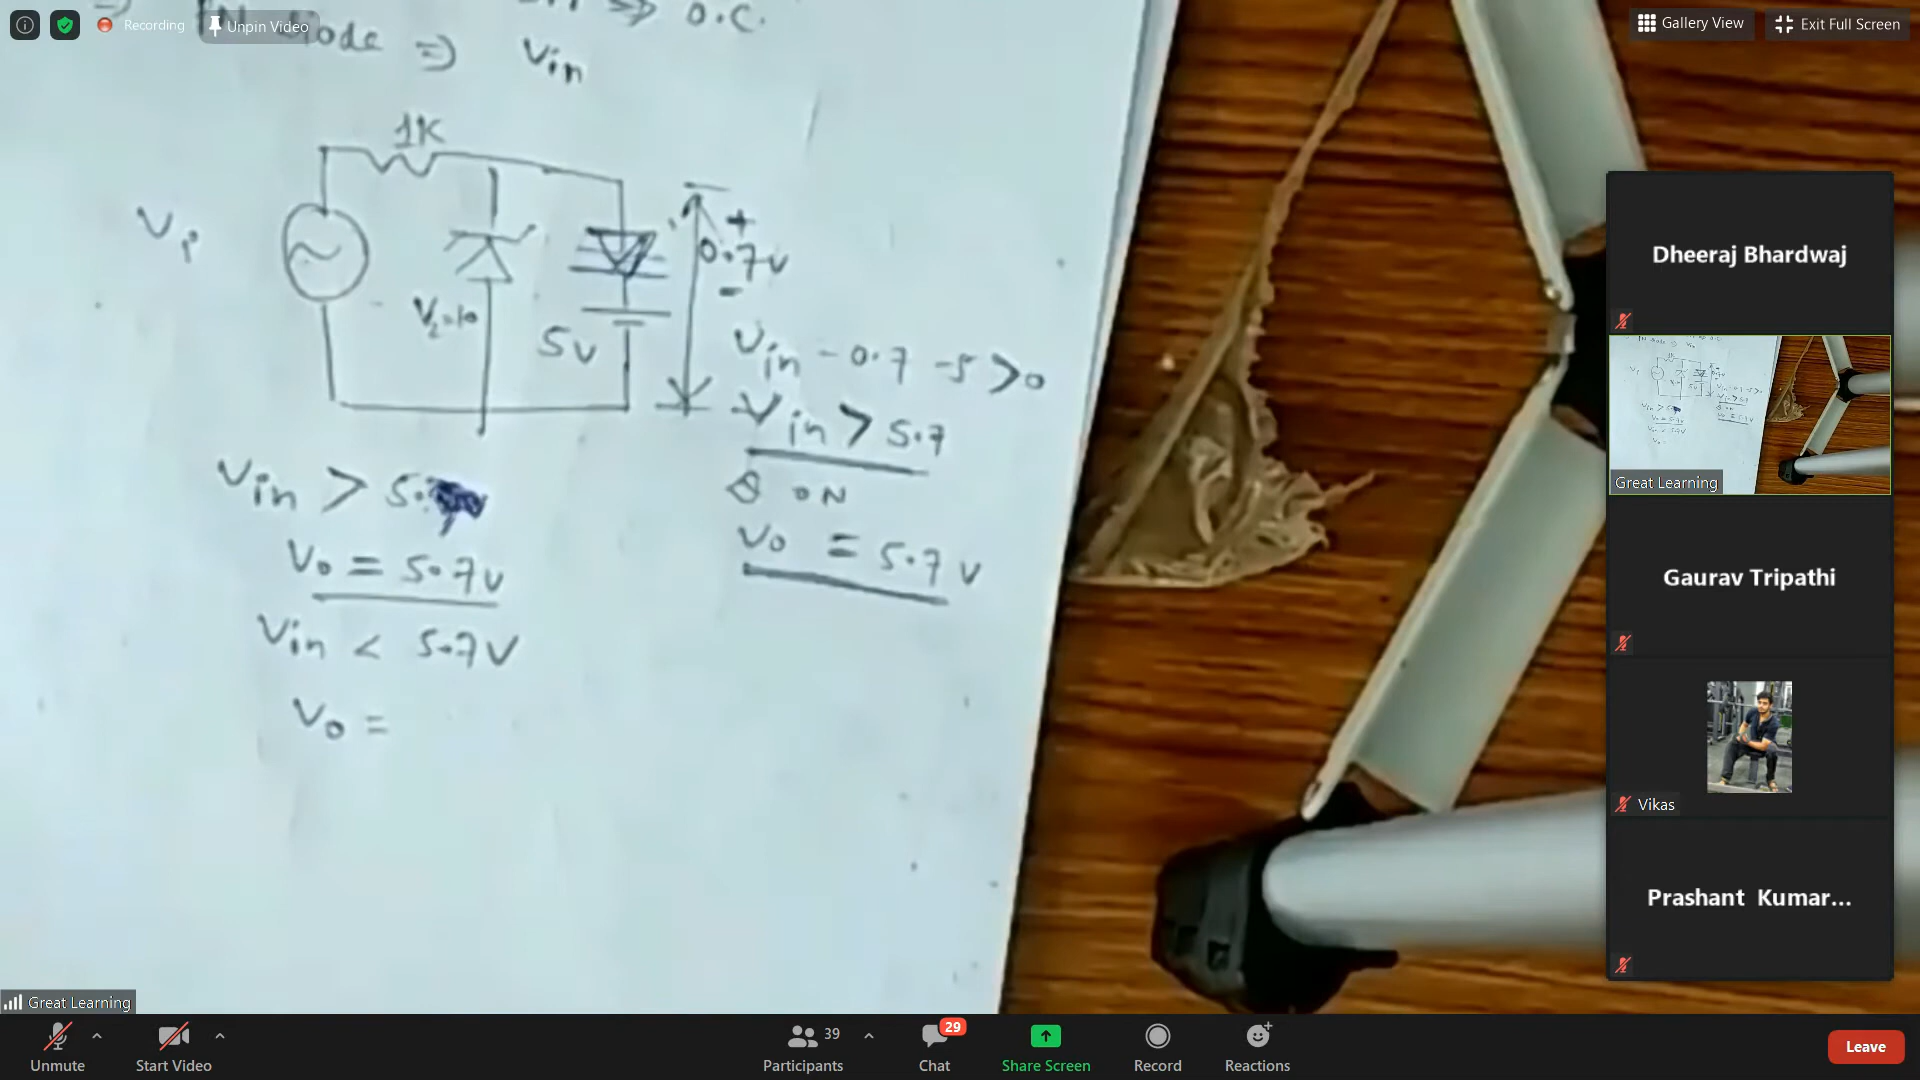 Recording
Unpin Video
Gallery View
Exit Full Screen
=> O.C.
ode => Vin
1K
Vi
Vz=10
5V
+
0.7V
-
Vin - 0.7 - 5 > 0
Vin > 5.7
ON
Vo = 5.7 V
Vin > 5.
Vo = 5.7V
Vin < 5.7V
Vo =
Dheeraj Bhardwaj
Great Learning
Gaurav Tripathi
Vikas
Prashant Kumar...
Great Learning
Unmute
Start Video
39
Participants
29
Chat
Share Screen
Record
Reactions
Leave